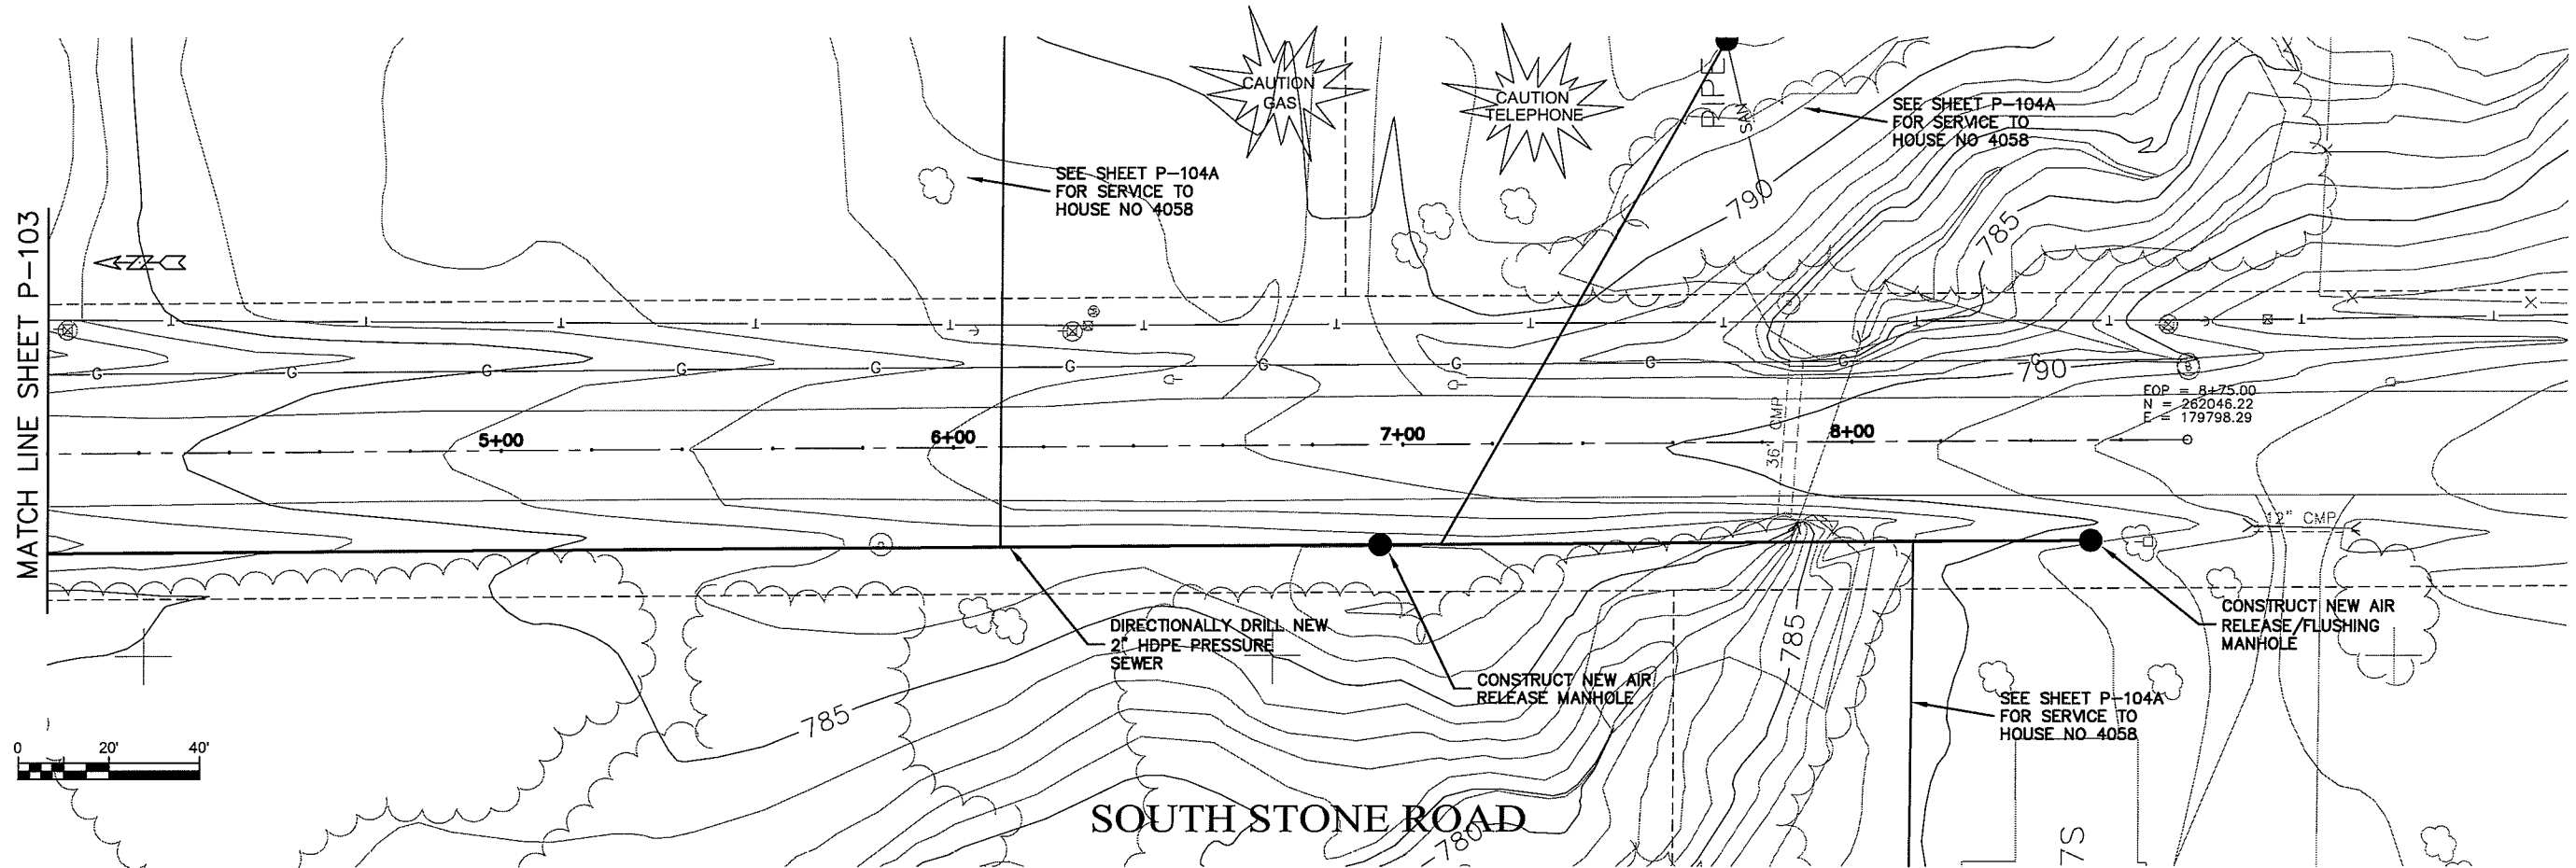 CAUTION
GAS
CAUTION
TELEPHONE
PIPE
SAN
SEE SHEET P-104A
FOR SERVICE TO
HOUSE NO 4058
SEE SHEET P-104A
FOR SERVICE TO
HOUSE NO 4058
790
785
MATCH LINE SHEET P-103
N
G G G G G G G G G G G
790
EOP = 8+75.00
N = 262046.22
E = 179798.29
5+00
6+00
7+00
8+00
36" CMP
12" CMP
DIRECTIONALLY DRILL NEW
2" HDPE PRESSURE
SEWER
CONSTRUCT NEW AIR
RELEASE MANHOLE
785
CONSTRUCT NEW AIR
RELEASE/FLUSHING
MANHOLE
SEE SHEET P-104A
FOR SERVICE TO
HOUSE NO 4058
785
0 20' 40'
SOUTH STONE ROAD
780
7S